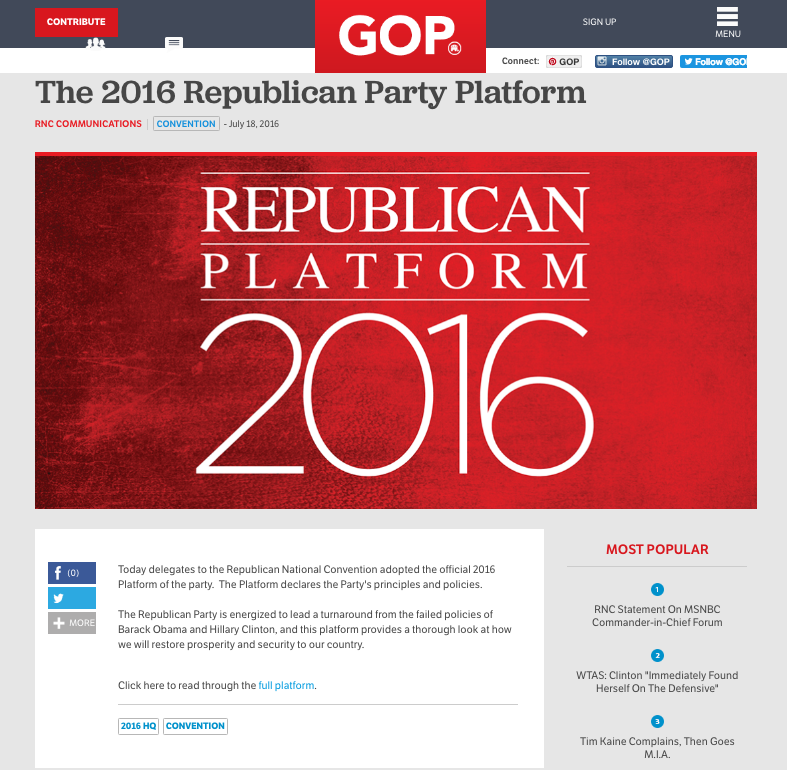 CONTRIBUTE
GOP
SIGN UP
MENU
Connect:
GOP
Follow @GOP
Follow @GO
The 2016 Republican Party Platform
RNC COMMUNICATIONS
CONVENTION
- July 18, 2016
REPUBLICAN
PLATFORM
2016
(0)
MORE
Today delegates to the Republican National Convention adopted the official 2016
Platform of the party. The Platform declares the Party's principles and policies.
The Republican Party is energized to lead a turnaround from the failed policies of
Barack Obama and Hillary Clinton, and this platform provides a thorough look at how
we will restore prosperity and security to our country.
Click here to read through the full platform.
2016 HQ
CONVENTION
MOST POPULAR
1
RNC Statement On MSNBC
Commander-in-Chief Forum
2
WTAS: Clinton "Immediately Found
Herself On The Defensive"
3
Tim Kaine Complains, Then Goes
M.I.A.